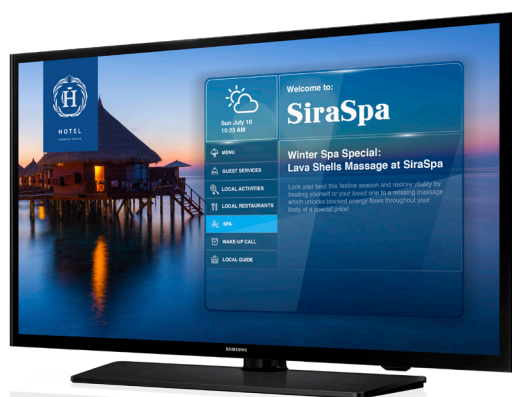 H
HOTEL
Sun July 10
10:23 AM
MENU
GUEST SERVICES
LOCAL ACTIVITIES
LOCAL RESTAURANTS
SPA
WAKE-UP CALL
LOCAL GUIDE
Welcome to:
SiraSpa
Winter Spa Special:
Lava Shells Massage at SiraSpa
Look your best this festive season and restore vitality by
treating yourself or your loved one to a relaxing massage
which unlocks blocked energy flows throughout your
body at a special price!
SAMSUNG